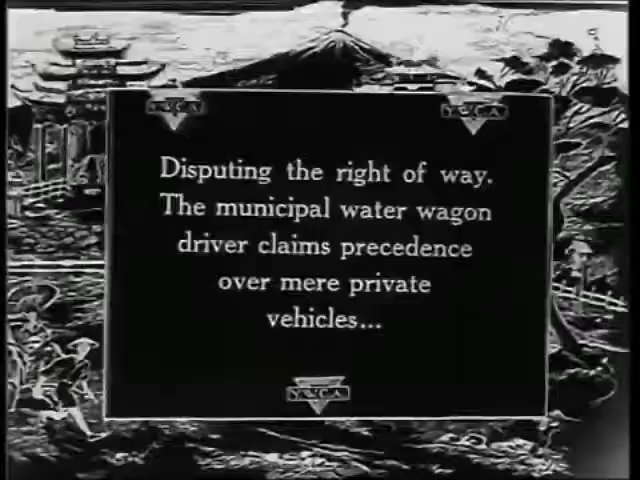 Y.M.C.A.
Y.M.C.A.
Disputing the right of way.
The municipal water wagon
driver claims precedence
over mere private
vehicles...
Y.M.C.A.